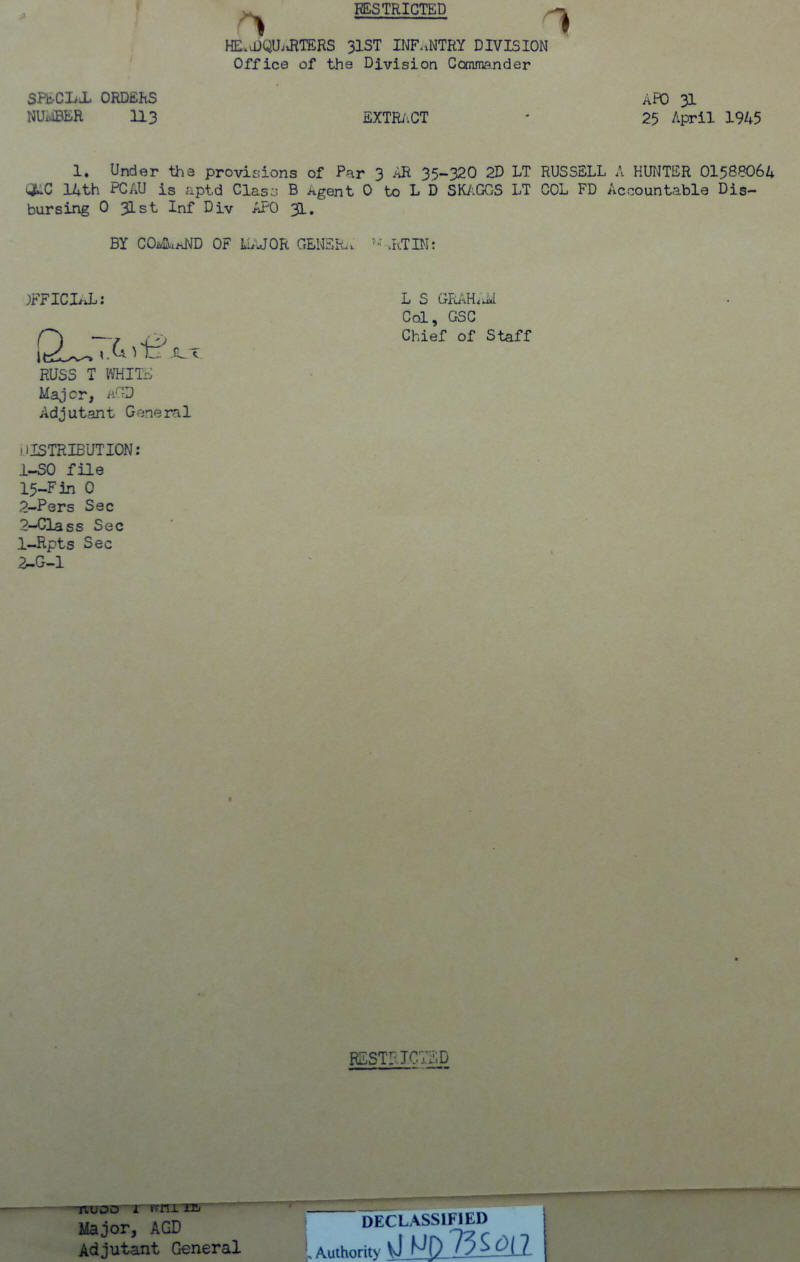 RESTRICTED
HEADQUARTERS 31ST INFANTRY DIVISION
Office of the Division Commander
SPECIAL ORDERS APO 31
NUMBER 113 EXTRACT 25 April 1945
1. Under the provisions of Par 3 AR 35-320 2D LT RUSSELL A HUNTER 01588064
QMC 14th PCAU is aptd Class B Agent O to L D SKAGGS LT COL FD Accountable Dis-
bursing O 31st Inf Div APO 31.
BY COMMAND OF MAJOR GENERAL MARTIN:
OFFICIAL: L S GRAHAM
Col, GSC
Chief of Staff
RUSS T WHITE
Major, AGD
Adjutant General
DISTRIBUTION:
1-SO file
15-Fin O
2-Pers Sec
2-Class Sec
1-Rpts Sec
2-G-1
RESTRICTED
RUSS T WHITE
Major, AGD
Adjutant General
DECLASSIFIED
Authority NND 735017